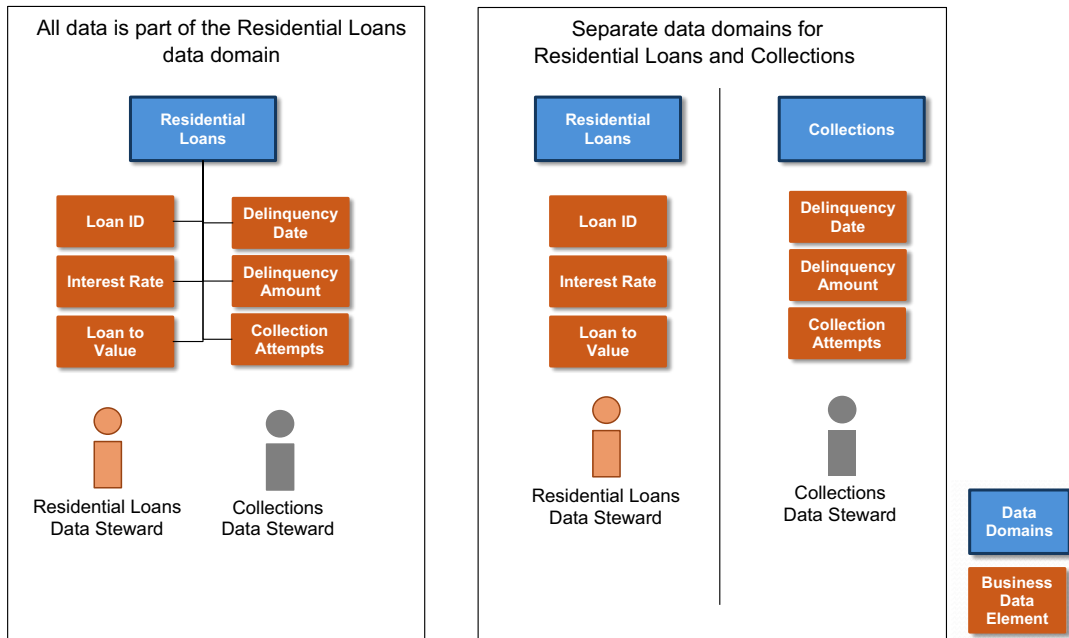 All data is part of the Residential Loans
data domain
Residential
Loans
Loan ID
Delinquency
Date
Interest Rate
Delinquency
Amount
Loan to
Value
Collection
Attempts
Residential Loans
Data Steward
Collections
Data Steward
Separate data domains for
Residential Loans and Collections
Residential
Loans
Loan ID
Interest Rate
Loan to
Value
Residential Loans
Data Steward
Collections
Delinquency
Date
Delinquency
Amount
Collection
Attempts
Collections
Data Steward
Data
Domains
Business
Data
Element